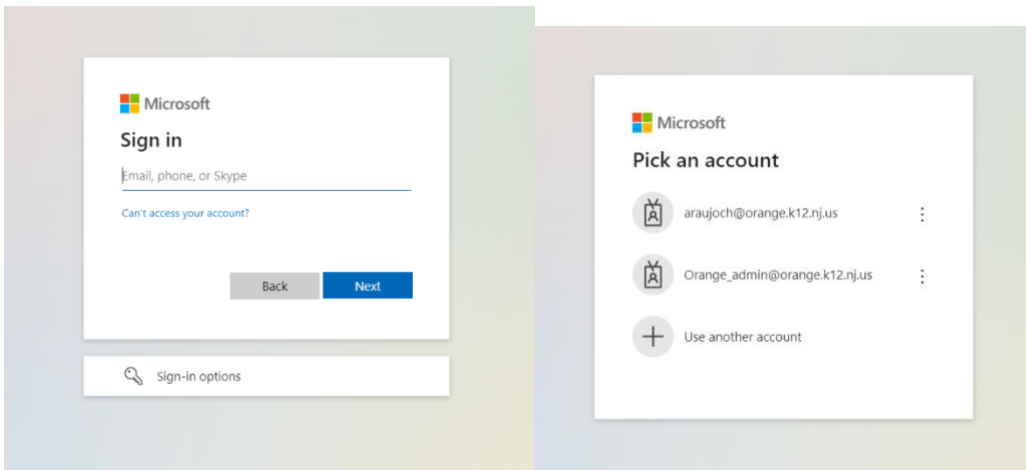 Microsoft
Sign in
Email, phone, or Skype
Can't access your account?
Back
Next
Sign-in options
Microsoft
Pick an account
araujoch@orange.k12.nj.us
Orange_admin@orange.k12.nj.us
Use another account